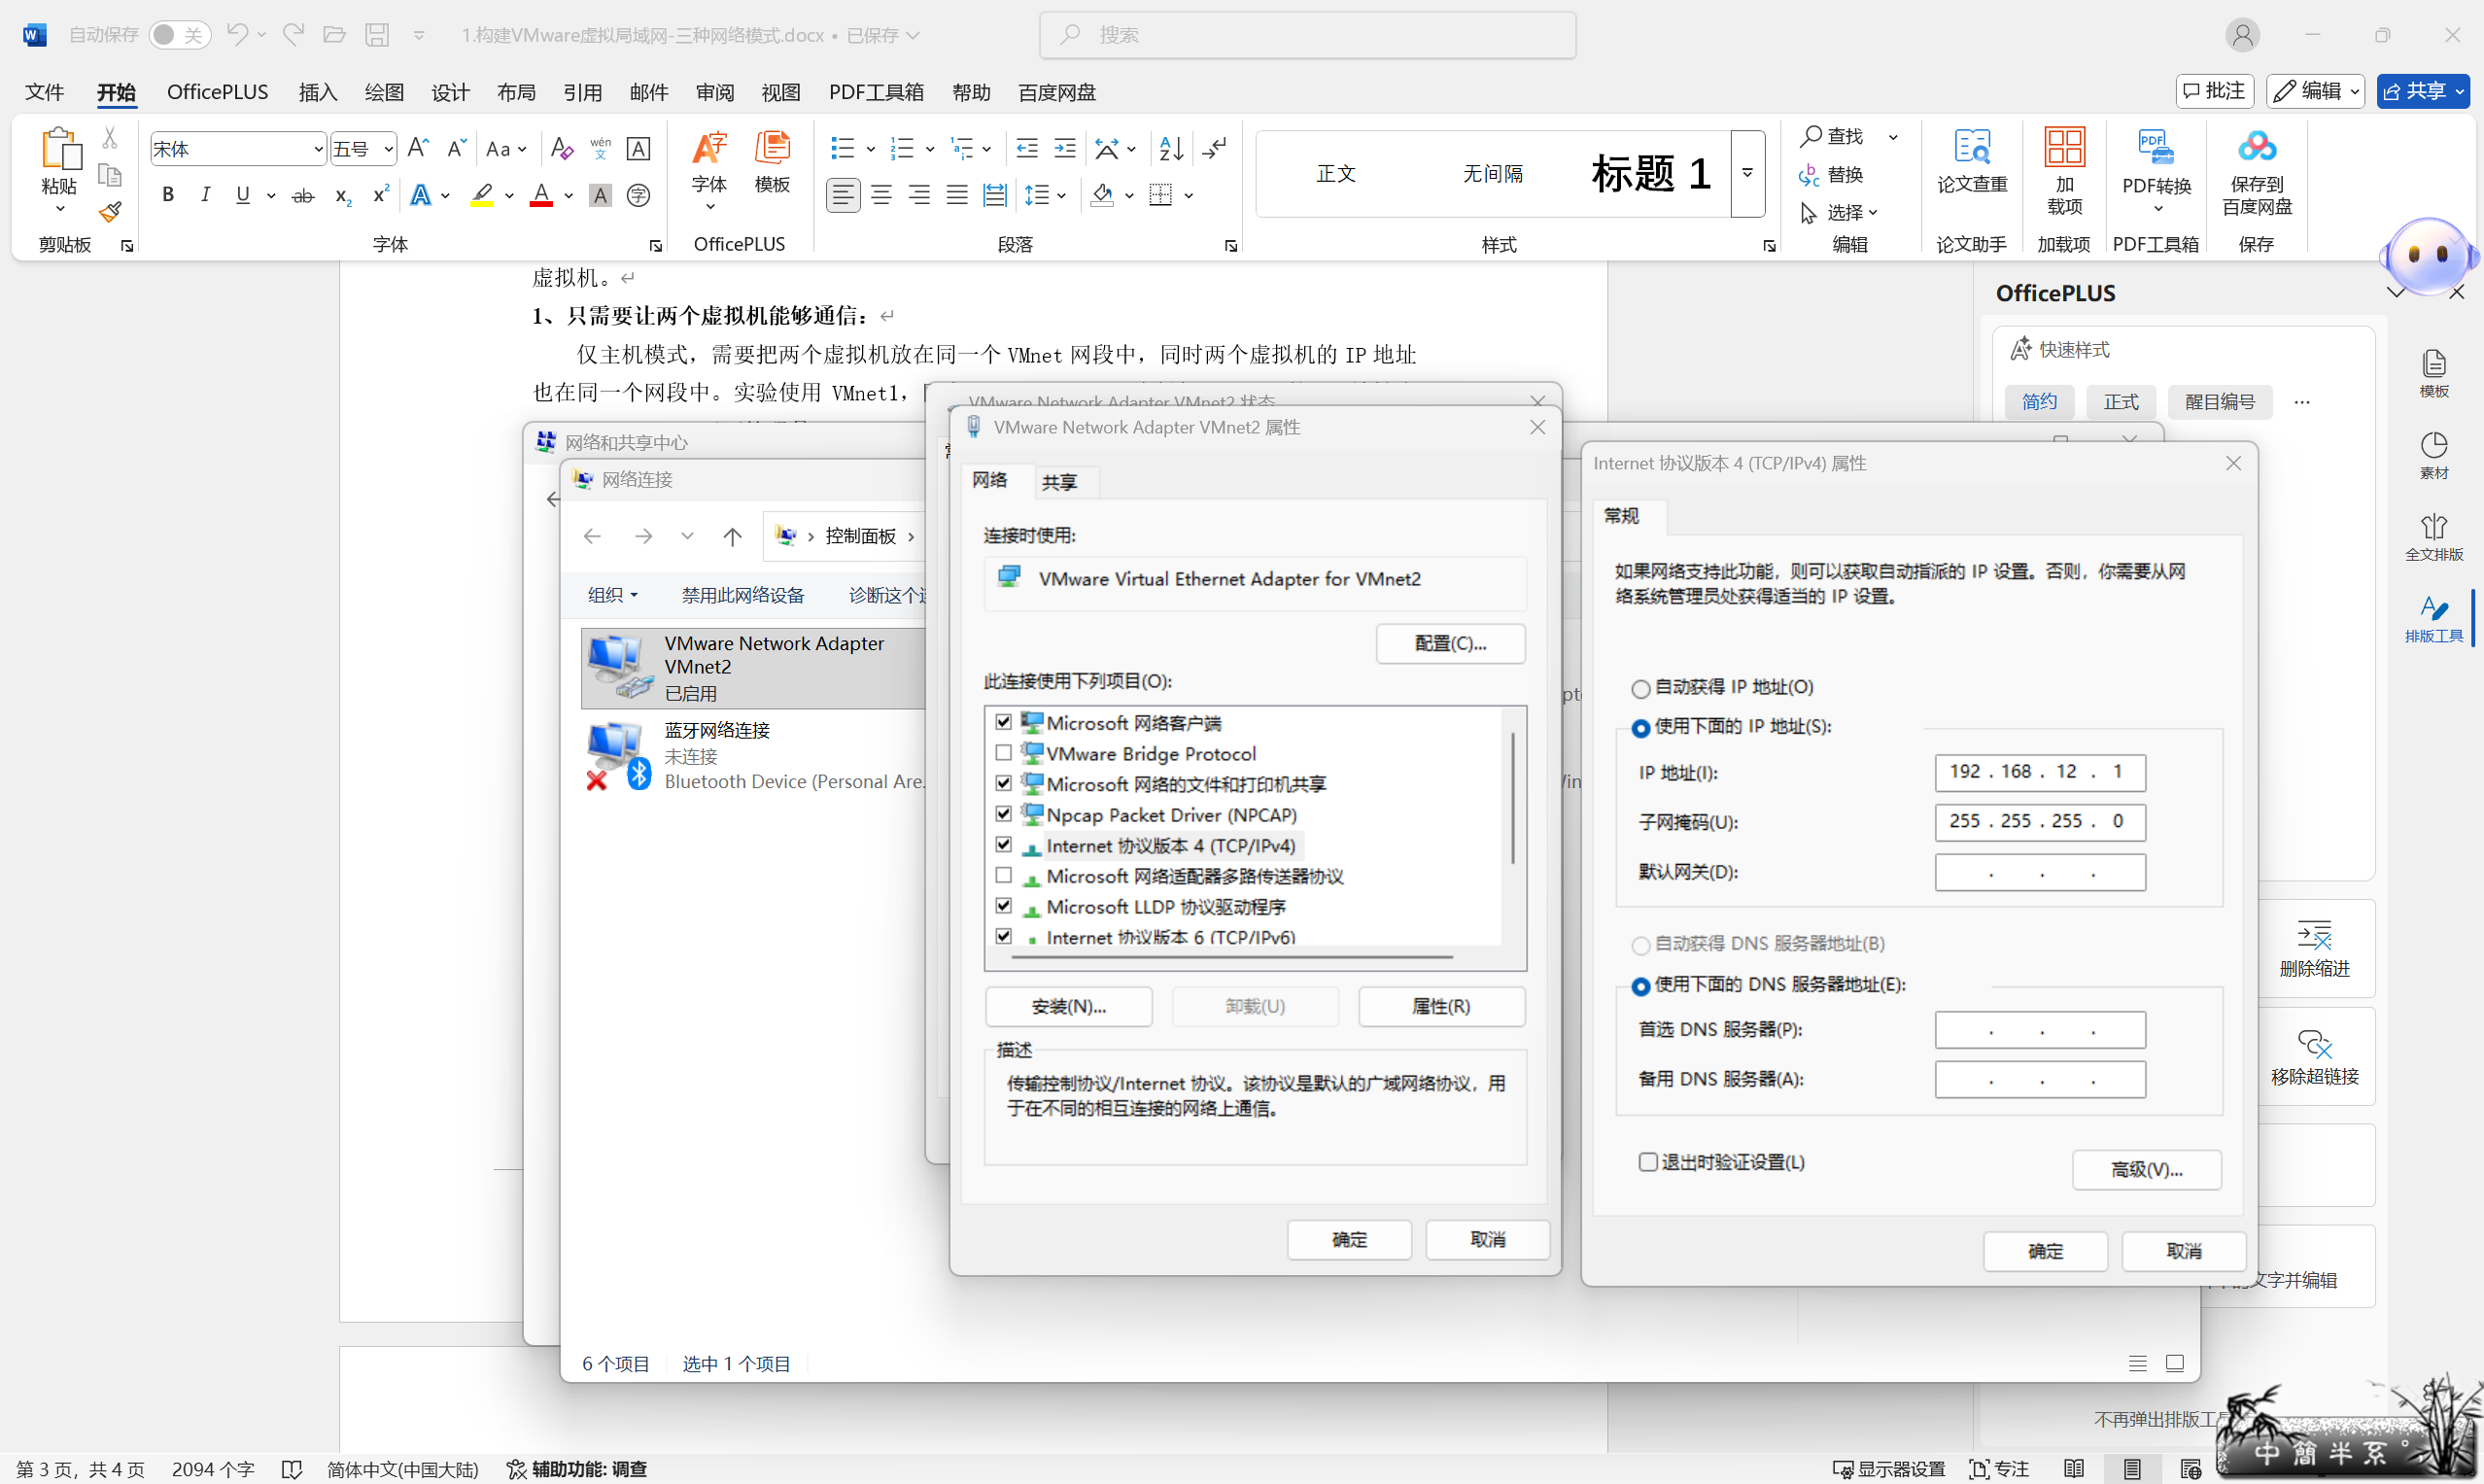 自动保存 关
1.构建VMware虚拟局域网-三种网络模式.docx • 已保存
搜索
文件 开始 OfficePLUS 插入 绘图 设计 布局 引用 邮件 审阅 视图 PDF工具箱 帮助 百度网盘
批注 编辑 共享
粘贴
剪贴板
宋体 五号
字体
字体 模板
OfficePLUS
段落
正文 无间隔 标题 1
样式
查找
替换
选择
编辑
论文查重
论文助手
加
载项
加载项
PDF转换
PDF工具箱
保存到
百度网盘
保存
虚拟机。
1、只需要让两个虚拟机能够通信：
仅主机模式，需要把两个虚拟机放在同一个 VMnet 网段中，同时两个虚拟机的 IP 地址
也在同一个网段中。实验使用 VMnet1，
网络和共享中心
网络连接
控制面板
组织 禁用此网络设备 诊断这个
VMware Network Adapter
VMnet2
已启用
蓝牙网络连接
未连接
Bluetooth Device (Personal Are...
6 个项目 选中 1 个项目
VMware Network Adapter VMnet2 状态
VMware Network Adapter VMnet2 属性
网络 共享
连接时使用:
VMware Virtual Ethernet Adapter for VMnet2
配置(C)...
此连接使用下列项目(O):
Microsoft 网络客户端
VMware Bridge Protocol
Microsoft 网络的文件和打印机共享
Npcap Packet Driver (NPCAP)
Internet 协议版本 4 (TCP/IPv4)
Microsoft 网络适配器多路传送器协议
Microsoft LLDP 协议驱动程序
Internet 协议版本 6 (TCP/IPv6)
安装(N)... 卸载(U) 属性(R)
描述
传输控制协议/Internet 协议。该协议是默认的广域网络协议，用
于在不同的相互连接的网络上通信。
确定 取消
Internet 协议版本 4 (TCP/IPv4) 属性
常规
如果网络支持此功能，则可以获取自动指派的 IP 设置。否则，你需要从网
络系统管理员处获得适当的 IP 设置。
自动获得 IP 地址(O)
使用下面的 IP 地址(S):
IP 地址(I): 192 . 168 . 12 . 1
子网掩码(U): 255 . 255 . 255 . 0
默认网关(D): . . .
自动获得 DNS 服务器地址(B)
使用下面的 DNS 服务器地址(E):
首选 DNS 服务器(P): . . .
备用 DNS 服务器(A): . . .
退出时验证设置(L)
高级(V)...
确定 取消
OfficePLUS
快速样式
简约 正式 醒目编号 ...
删除缩进
移除超链接
文字并编辑
不再弹出排版工具
模板
素材
全文排版
排版工具
中 簡 半 系
第 3 页，共 4 页 2094 个字 简体中文(中国大陆) 辅助功能: 调查
显示器设置 专注